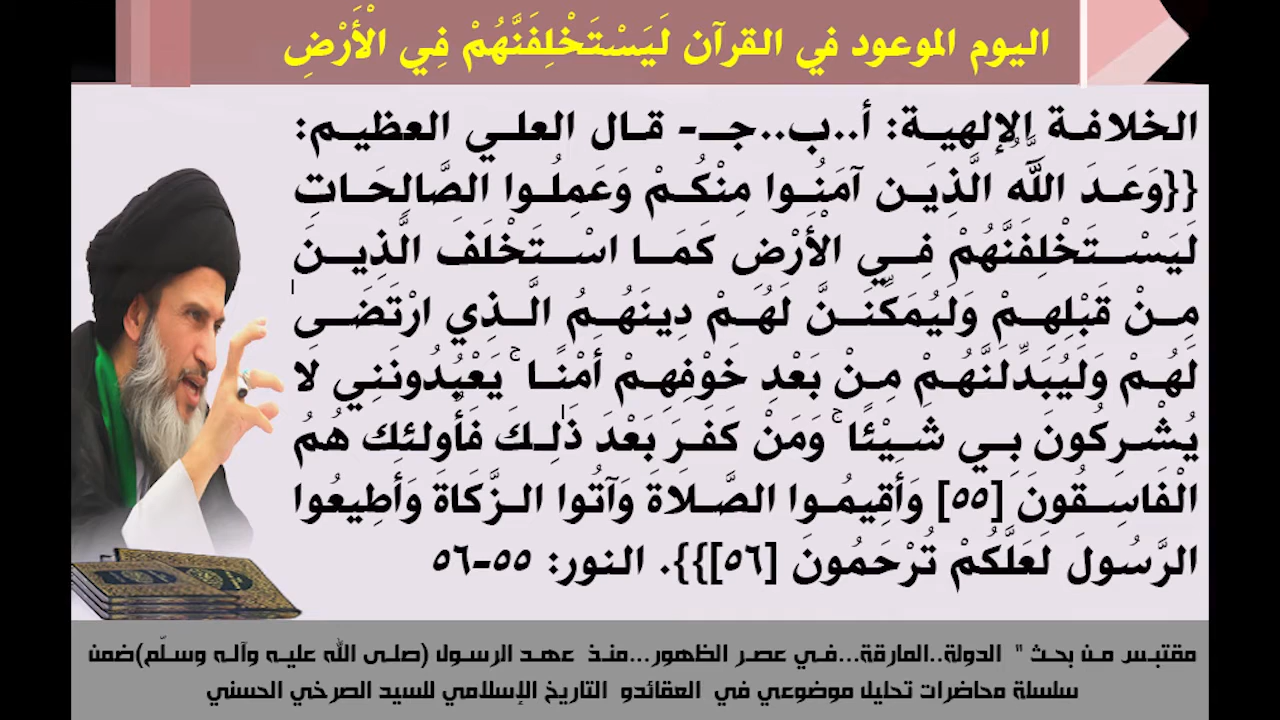 اليوم الموعود في القرآن لَيَسْتَخْلِفَنَّهُمْ فِي الْأَرْضِ
الخلافة الإلهية: أ..ب..جـ- قال العلي العظيم:
{{وَعَدَ اللَّهُ الَّذِينَ آمَنُوا مِنْكُمْ وَعَمِلُوا الصَّالِحَاتِ
لَيَسْتَخْلِفَنَّهُمْ فِي الْأَرْضِ كَمَا اسْتَخْلَفَ الَّذِينَ
مِنْ قَبْلِهِمْ وَلَيُمَكِّنَنَّ لَهُمْ دِينَهُمُ الَّذِي ارْتَضَىٰ
لَهُمْ وَلَيُبَدِّلَنَّهُمْ مِنْ بَعْدِ خَوْفِهِمْ أَمْنًا ۚ يَعْبُدُونَنِي لا
يُشْرِكُونَ بِي شَيْئًا ۚ وَمَنْ كَفَرَ بَعْدَ ذَٰلِكَ فَأُولئِكَ هُمُ
الْفَاسِقُونَ [٥٥] وَأَقِيمُوا الصَّلَاةَ وَآتُوا الزَّكَاةَ وَأَطِيعُوا
الرَّسُولَ لَعَلَّكُمْ تُرْحَمُونَ [٥٦]}}. النور: ٥٥-٥٦
مقتبس من بحث " الدولة..المارقة...في عصر الظهور...منذ عهد الرسول (صلى الله عليه وآله وسلّم)ضمن
سلسلة محاضرات تحليل موضوعي في العقائدو التاريخ الإسلامي للسيد الصرخي الحسني